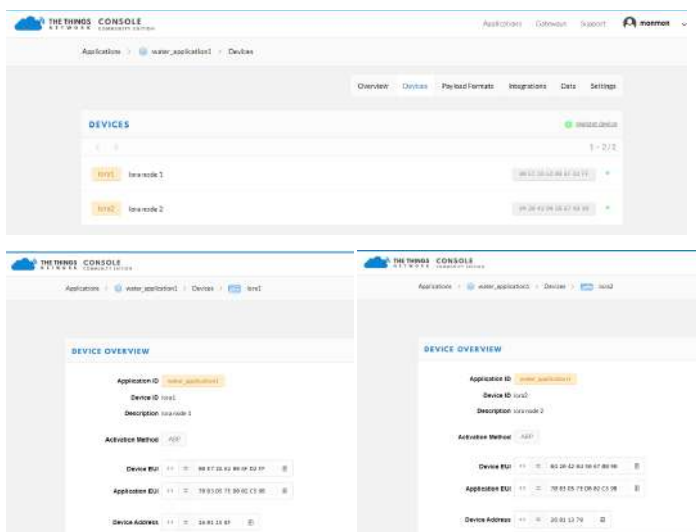 THE THINGS NETWORK CONSOLE COMMUNITY EDITION
Applications Gateways Support monmon
Applications > water_application1 > Devices
Overview Devices Payload Formats Integrations Data Settings
DEVICES register device
1 - 2 / 2
lora1 lora node 1
lora2 lora node 2
THE THINGS NETWORK CONSOLE COMMUNITY EDITION
Applications > water_application1 > Devices > lora1
DEVICE OVERVIEW
Application ID water_application1
Device ID lora1
Description lora node 1
Activation Method ABP
Device EUI
Application EUI
Device Address
THE THINGS NETWORK CONSOLE COMMUNITY EDITION
Applications > water_application1 > Devices > lora2
DEVICE OVERVIEW
Application ID water_application1
Device ID lora2
Description lora node 2
Activation Method ABP
Device EUI
Application EUI
Device Address